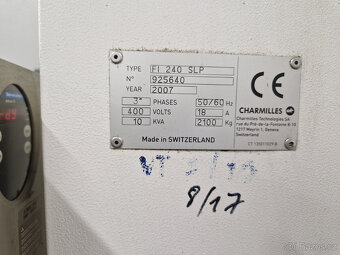 TYPE FI 240 SLP
N° 925640
YEAR 2007
3* PHASES 50/60 Hz
400 VOLTS 18 A
10 KVA 2100 Kg
Made in SWITZERLAND
CE
CHARMILLES
Charmilles Technologies SA
rue du Pré-de-la-Fontaine 8-10
1217 Meyrin 1, Geneva
Switzerland
8/17